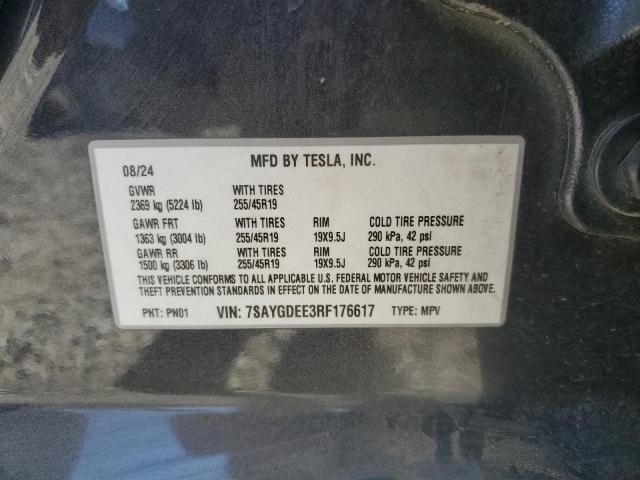 MFD BY TESLA, INC.
08/24
GVWR WITH TIRES
2369 kg (5224 lb) 255/45R19
GAWR FRT WITH TIRES RIM COLD TIRE PRESSURE
1363 kg (3004 lb) 255/45R19 19X9.5J 290 kPa, 42 psi
GAWR RR WITH TIRES RIM COLD TIRE PRESSURE
1500 kg (3306 lb) 255/45R19 19X9.5J 290 kPa, 42 psi
THIS VEHICLE CONFORMS TO ALL APPLICABLE U.S. FEDERAL MOTOR VEHICLE SAFETY AND
THEFT PREVENTION STANDARDS IN EFFECT ON THE DATE OF MANUFACTURE SHOWN ABOVE.
PNT: PN01 VIN: 7SAYGDEE3RF176617 TYPE: MPV